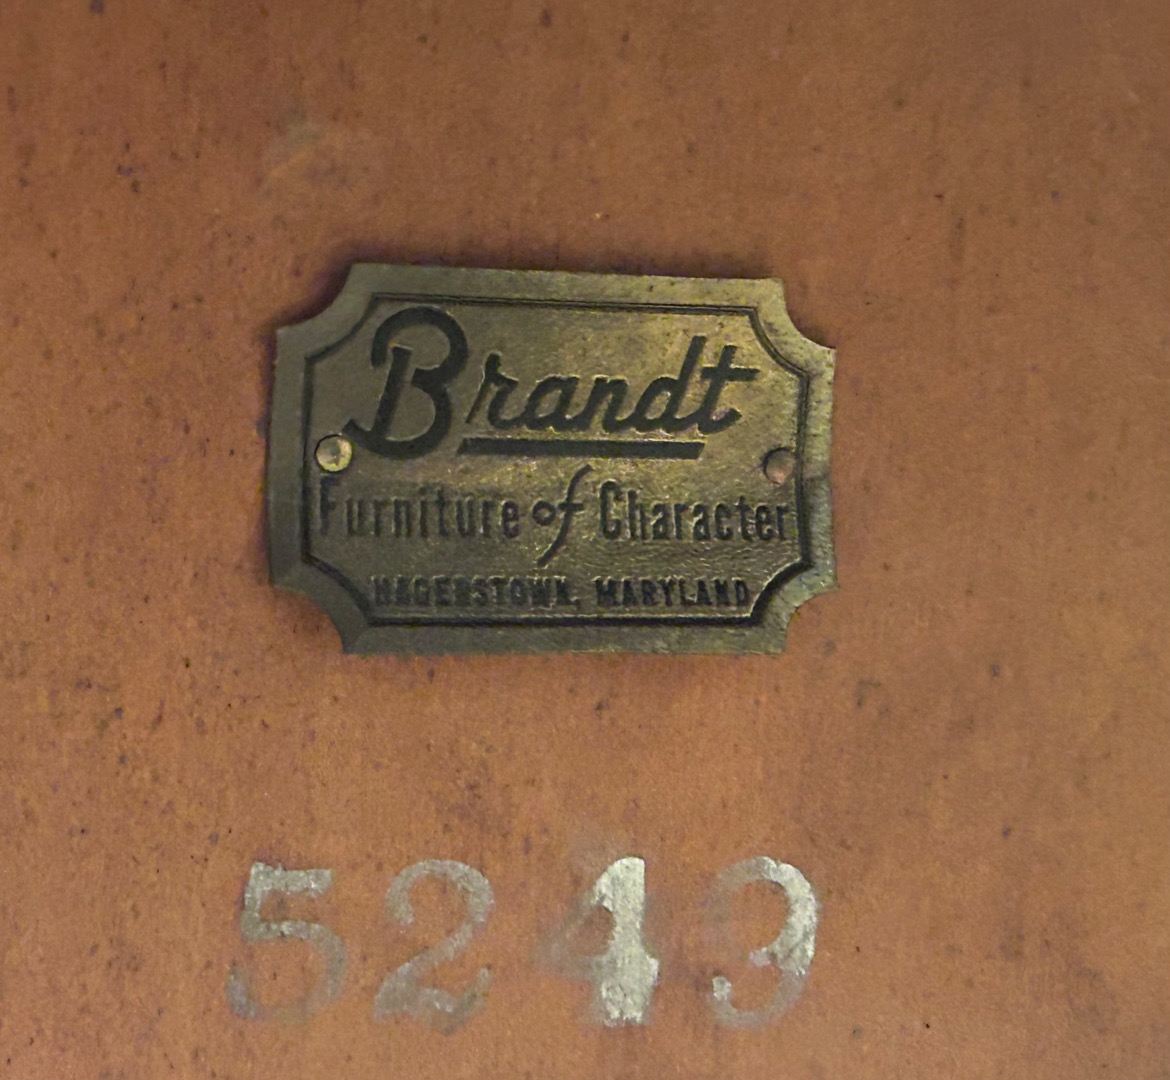 Brandt
Furniture of Character
HAGERSTOWN, MARYLAND
5249